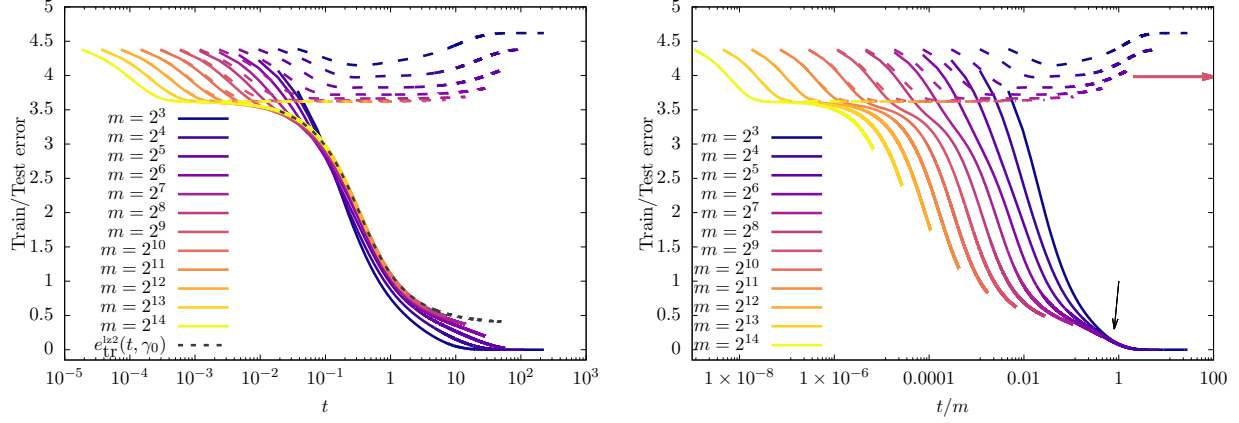 Train/Test error
5
4.5
4
3.5
3
2.5
2
1.5
1
0.5
0
m = 2^3
m = 2^4
m = 2^5
m = 2^6
m = 2^7
m = 2^8
m = 2^9
m = 2^10
m = 2^11
m = 2^12
m = 2^13
m = 2^14
e_tr^lz2(t, γ_0)
10^−5 10^−4 10^−3 10^−2 10^−1 1 10 10^2 10^3
t
Train/Test error
5
4.5
4
3.5
3
2.5
2
1.5
1
0.5
0
m = 2^3
m = 2^4
m = 2^5
m = 2^6
m = 2^7
m = 2^8
m = 2^9
m = 2^10
m = 2^11
m = 2^12
m = 2^13
m = 2^14
1 × 10^−8 1 × 10^−6 0.0001 0.01 1 100
t/m